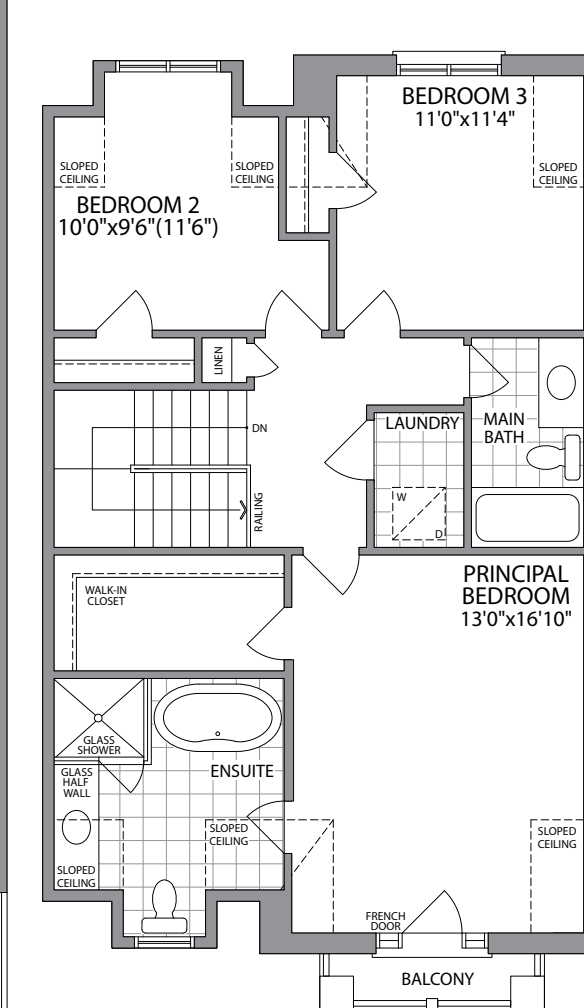 BEDROOM 3
11'0"x11'4"
SLOPED
CEILING
SLOPED
CEILING
SLOPED
CEILING
BEDROOM 2
10'0"x9'6"(11'6")
LINEN
LAUNDRY
MAIN
BATH
DN
W
D
RAILING
PRINCIPAL
BEDROOM
13'0"x16'10"
WALK-IN
CLOSET
GLASS
SHOWER
GLASS
HALF
WALL
ENSUITE
SLOPED
CEILING
SLOPED
CEILING
SLOPED
CEILING
FRENCH
DOOR
BALCONY